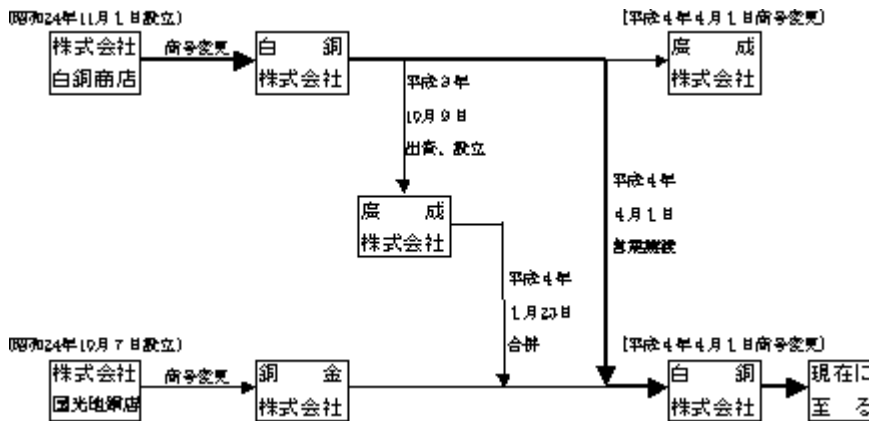 (昭和24年11月1日設立)
株式会社
白銅商店
商号変更
白　　銅
株式会社
[平成4年4月1日商号変更]
廣　　成
株式会社
平成3年
10月9日
出資、設立
廣　　成
株式会社
平成4年
4月1日
営業譲渡
平成4年
1月23日
合併
(昭和24年10月7日設立)
株式会社
国光地銅店
商号変更
銅　　金
株式会社
[平成4年4月1日商号変更]
白　　銅
株式会社
現在に
至　る